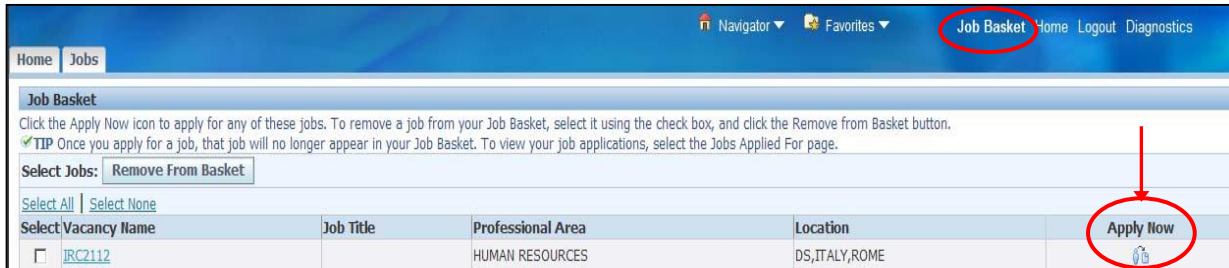 Navigator Favorites Job Basket Home Logout Diagnostics
Home Jobs
Job Basket
Click the Apply Now icon to apply for any of these jobs. To remove a job from your Job Basket, select it using the check box, and click the Remove from Basket button.
TIP Once you apply for a job, that job will no longer appear in your Job Basket. To view your job applications, select the Jobs Applied For page.
Select Jobs: Remove From Basket
Select All | Select None
Select Vacancy Name Job Title Professional Area Location Apply Now
IRC2112 HUMAN RESOURCES DS,ITALY,ROME